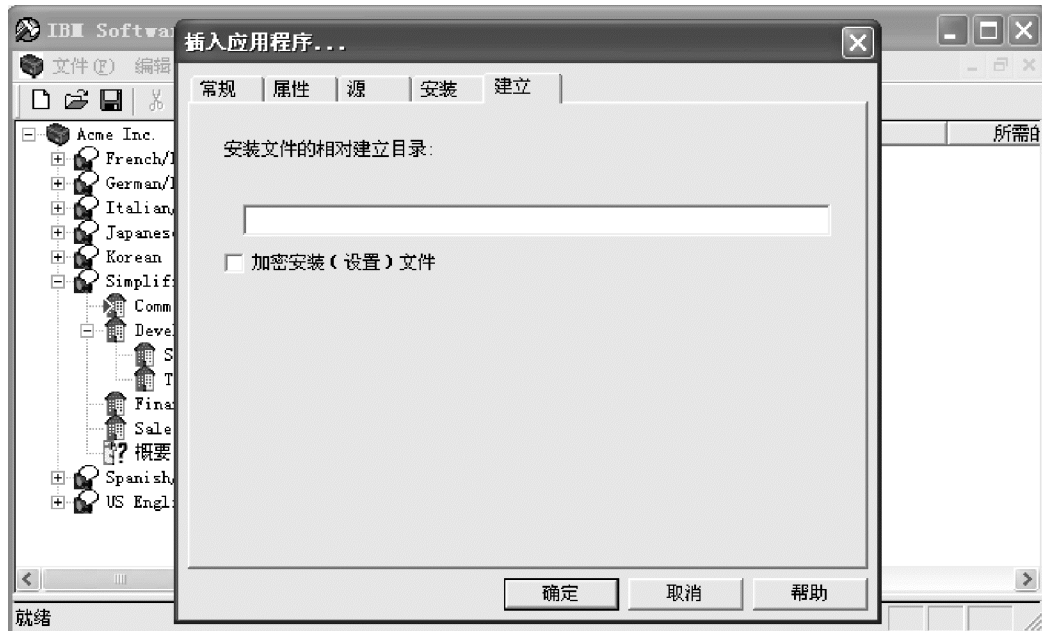 IBM Softwa
插入应用程序...
文件(F) 编辑
常规 属性 源 安装 建立
Acme Inc.
French/
German/
Italian/
Japanes
Korean
Simplif
Comm
Devel
S
T
Fina
Sale
概要
Spanish/
US Engl
所需的
安装文件的相对建立目录:
加密安装（设置）文件
确定 取消 帮助
就绪